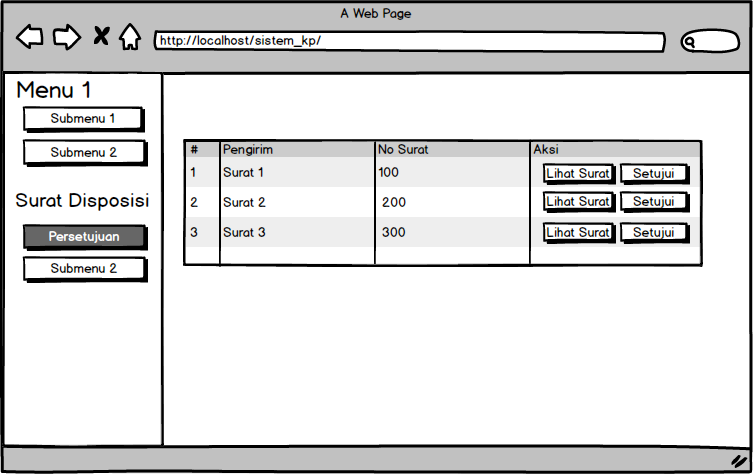 A Web Page
http://localhost/sistem_kp/
Menu 1
Submenu 1
Submenu 2
Surat Disposisi
Persetujuan
Submenu 2
# Pengirim No Surat Aksi
1 Surat 1 100 Lihat Surat Setujui
2 Surat 2 200 Lihat Surat Setujui
3 Surat 3 300 Lihat Surat Setujui